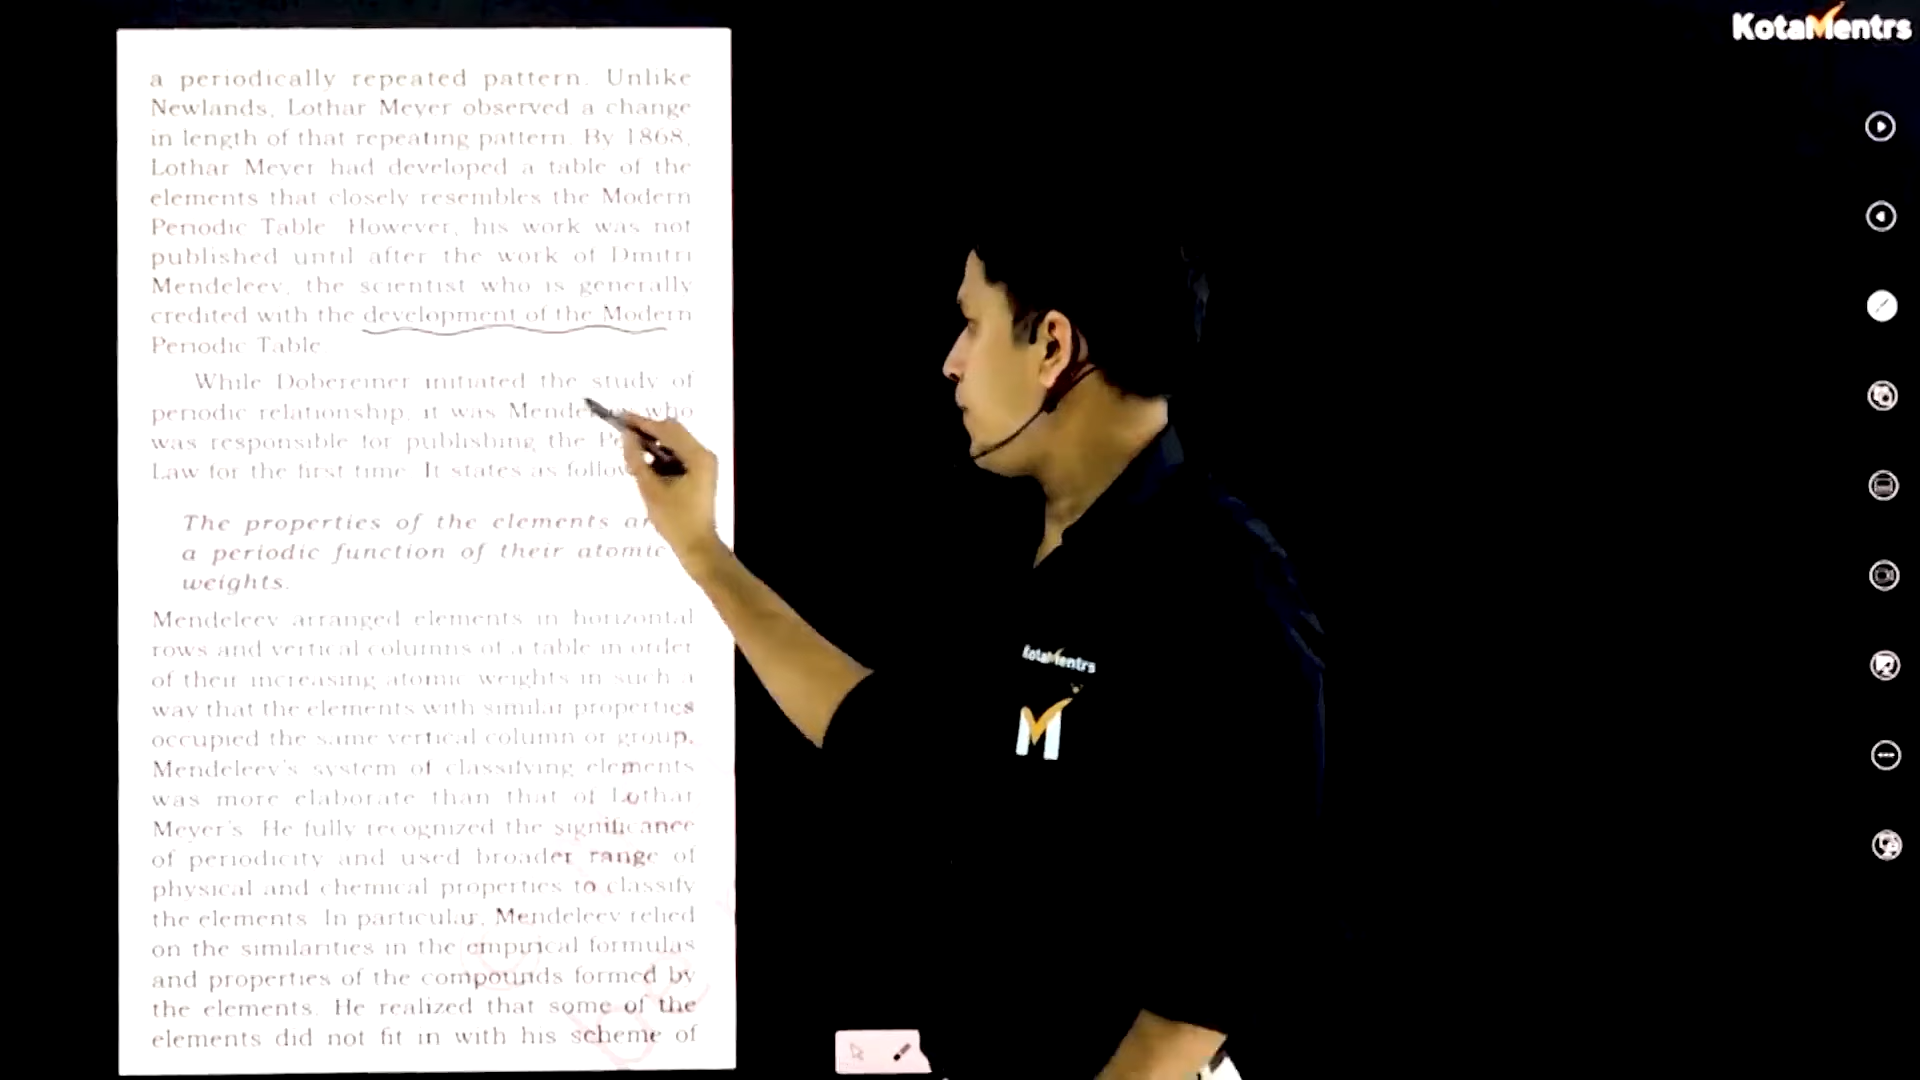 KotaMentrs
a periodically repeated pattern. Unlike
Newlands, Lothar Meyer observed a change
in length of that repeating pattern. By 1868,
Lothar Meyer had developed a table of the
elements that closely resembles the Modern
Periodic Table. However, his work was not
published until after the work of Dmitri
Mendeleev, the scientist who is generally
credited with the development of the Modern
Periodic Table
While Dobereiner initiated the study of
periodic relationship, it was who
was responsible for publishing the
Law for the first time. It states as
The properties of the elements
a periodic function of their atomic
weights.
Mendeleev arranged elements in horizontal
rows and vertical columns of a table in order
of their increasing atomic weights in such a
way that the elements with similar properties
occupied the same vertical column or group.
Mendeleev's system of classifying elements
was more elaborate than that of Lothar
Meyer's. He fully recognized the significance
of periodicity and used broader range of
physical and chemical properties to classify
the elements. In particular, Mendeleev relied
on the similarities in the empirical formulas
and properties of the compounds formed by
the elements. He realized that some of the
elements did not fit in with his scheme of
KotaMentrs
M